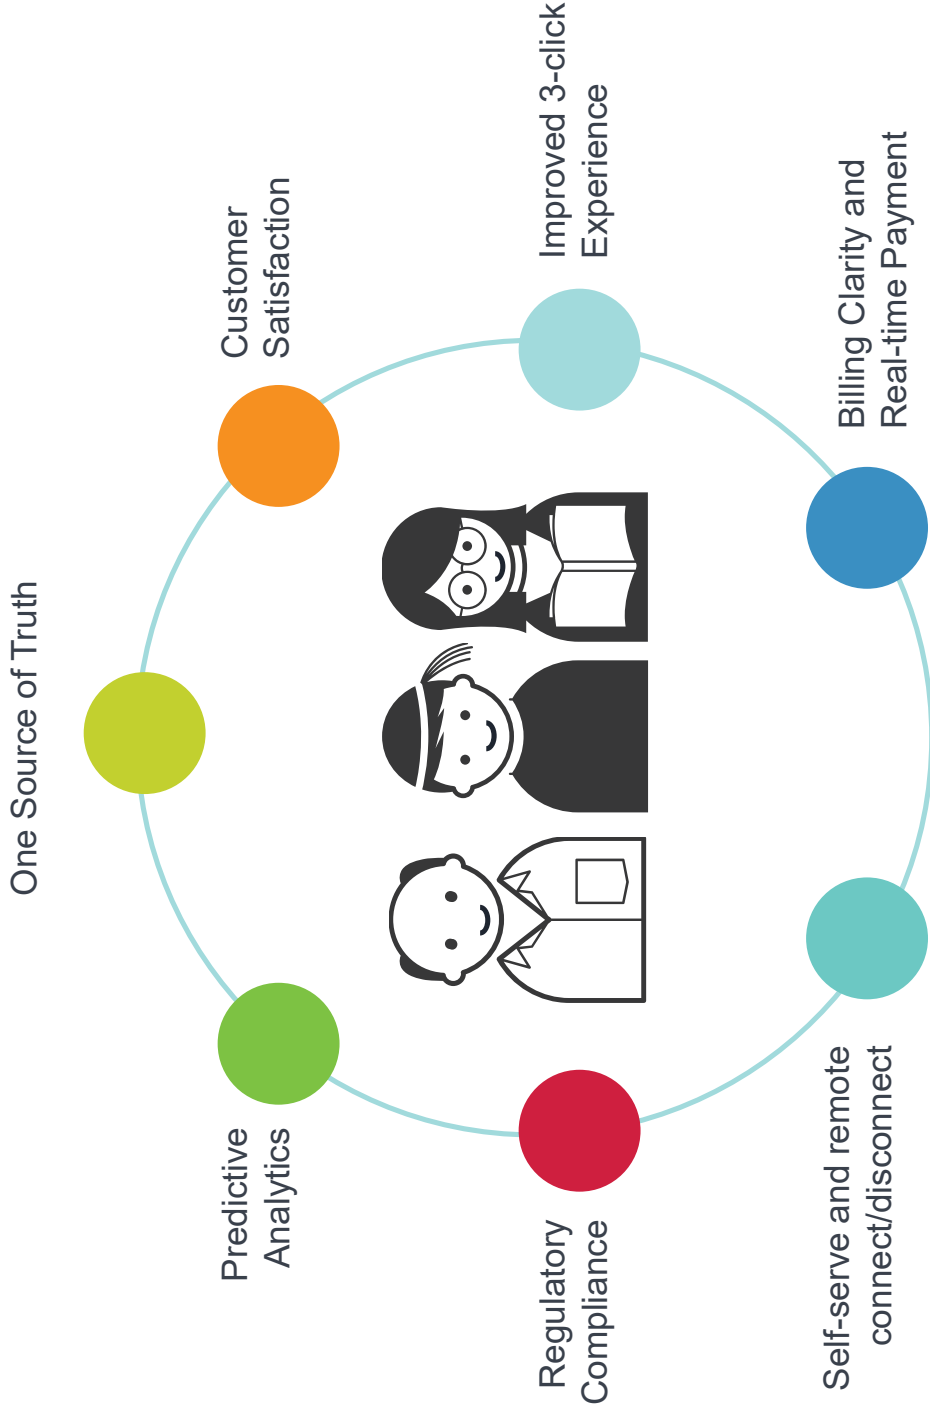 One Source of Truth
Predictive
Analytics
Customer
Satisfaction
Regulatory
Compliance
Improved 3-click
Experience
Self-serve and remote
connect/disconnect
Billing Clarity and
Real-time Payment